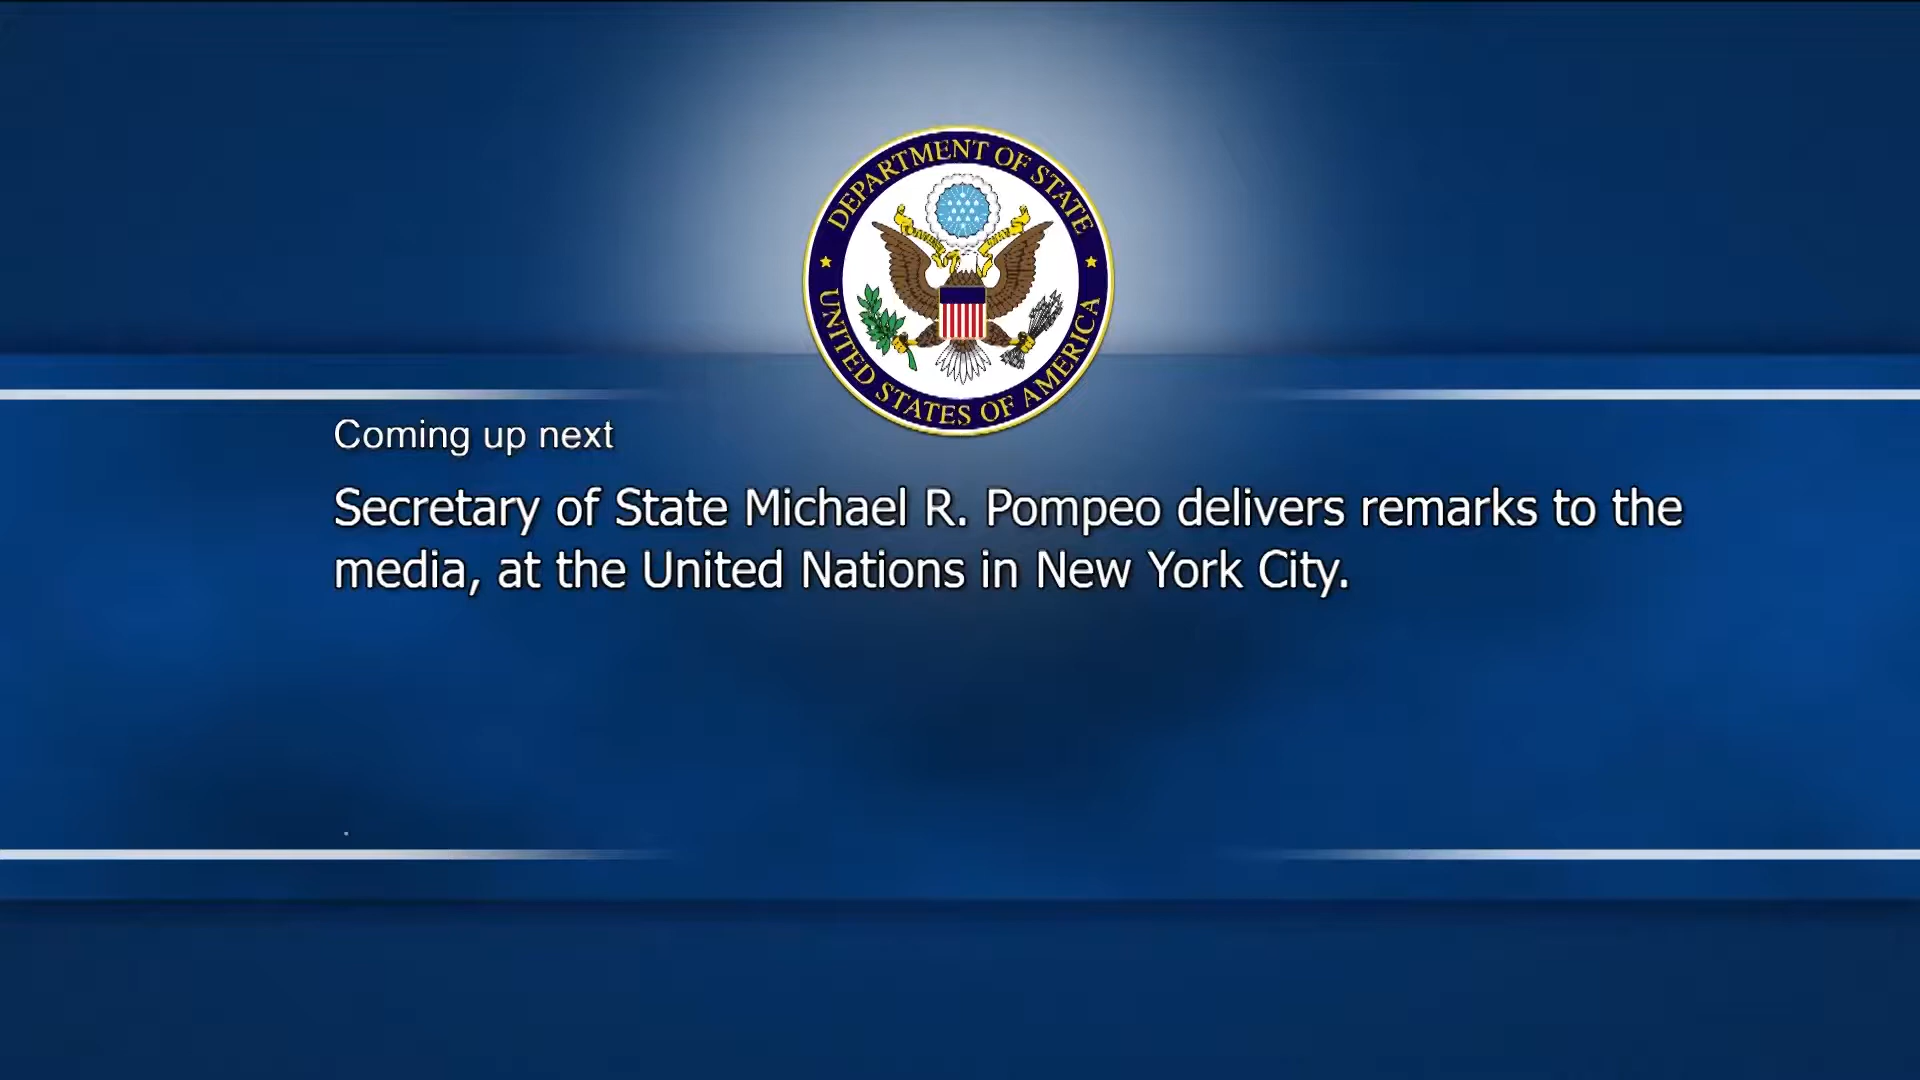 DEPARTMENT OF STATE
UNITED STATES OF AMERICA
Coming up next
Secretary of State Michael R. Pompeo delivers remarks to the
media, at the United Nations in New York City.